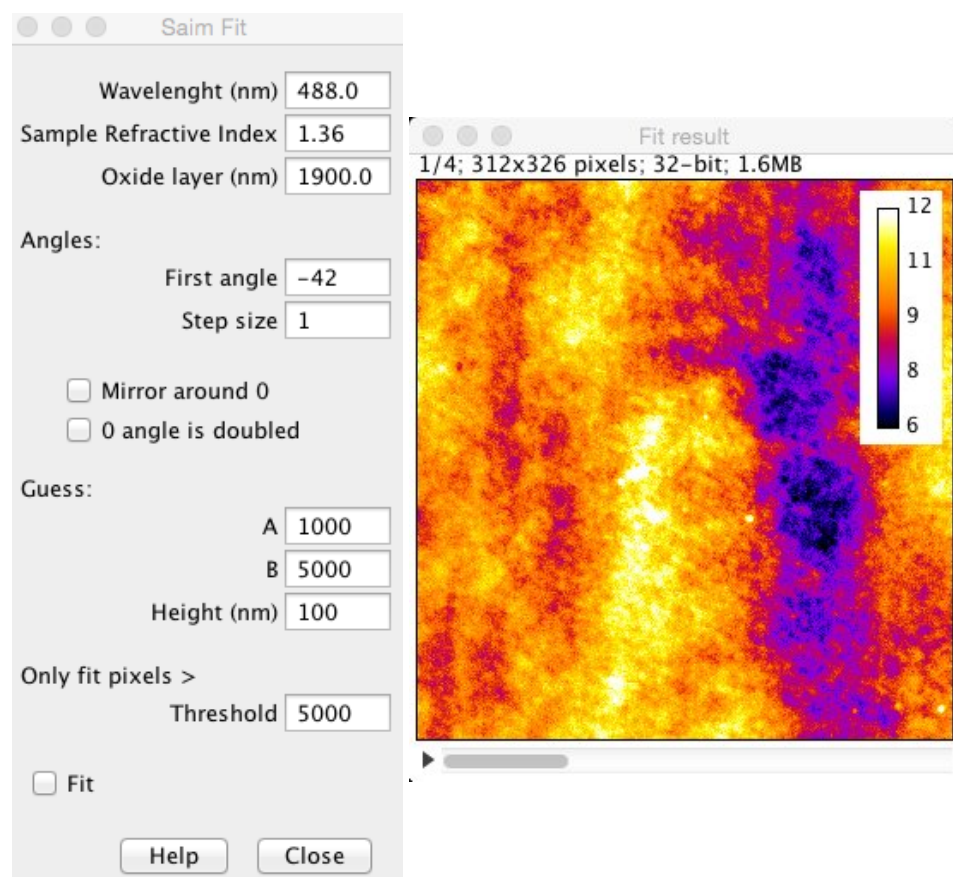 Saim Fit
Wavelenght (nm) 488.0
Sample Refractive Index 1.36
Oxide layer (nm) 1900.0
Angles:
First angle -42
Step size 1
Mirror around 0
0 angle is doubled
Guess:
A 1000
B 5000
Height (nm) 100
Only fit pixels >
Threshold 5000
Fit
Help Close
Fit result
1/4; 312x326 pixels; 32-bit; 1.6MB
12
11
9
8
6